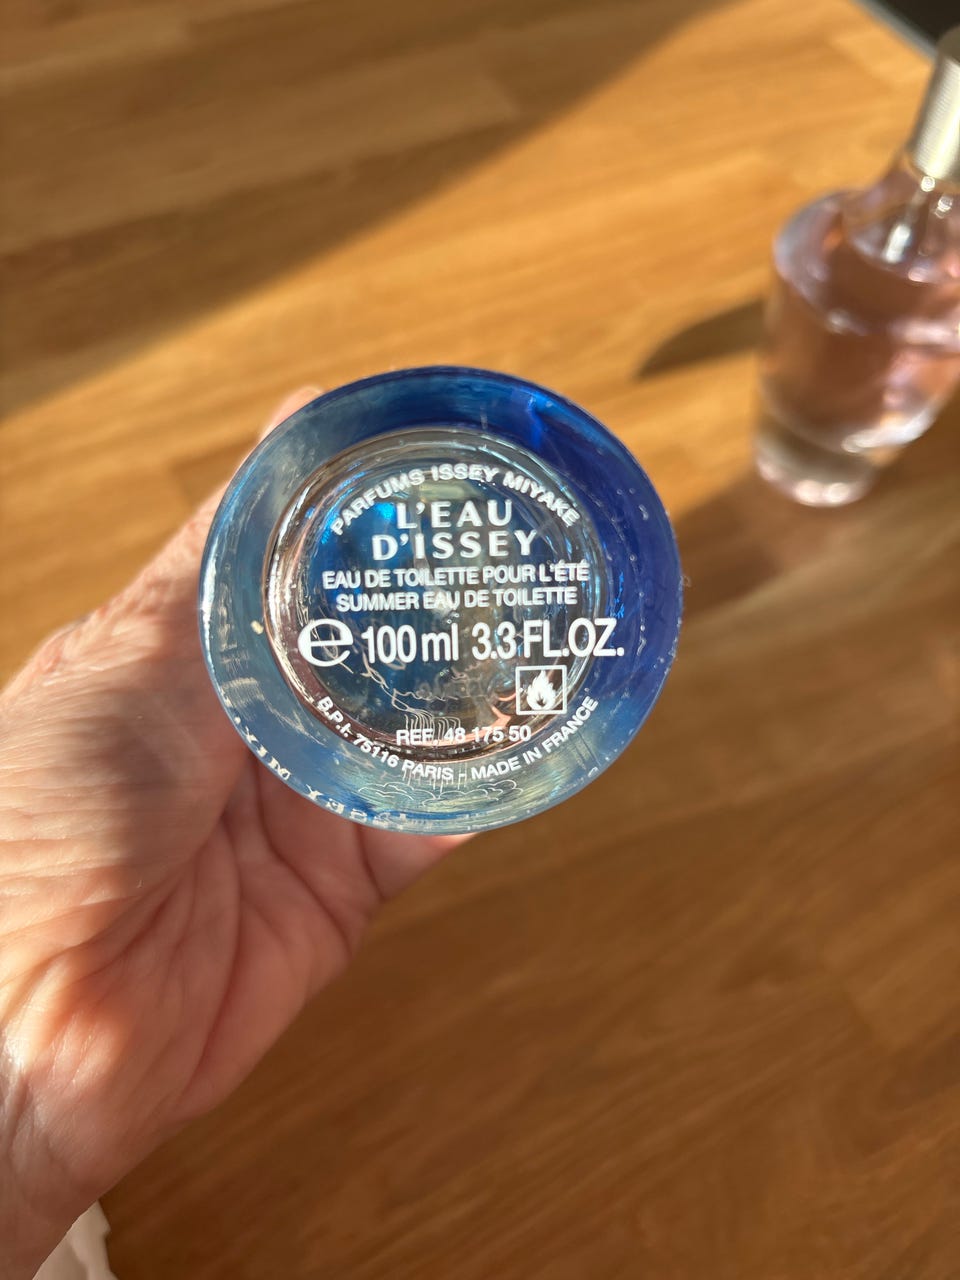 PARFUMS ISSEY MIYAKE
L'EAU
D'ISSEY
EAU DE TOILETTE POUR L'ÉTÉ
SUMMER EAU DE TOILETTE
℮ 100 ml 3.3 FL.OZ.
REF. 48 175 50
B.P.I. 75116 PARIS - MADE IN FRANCE